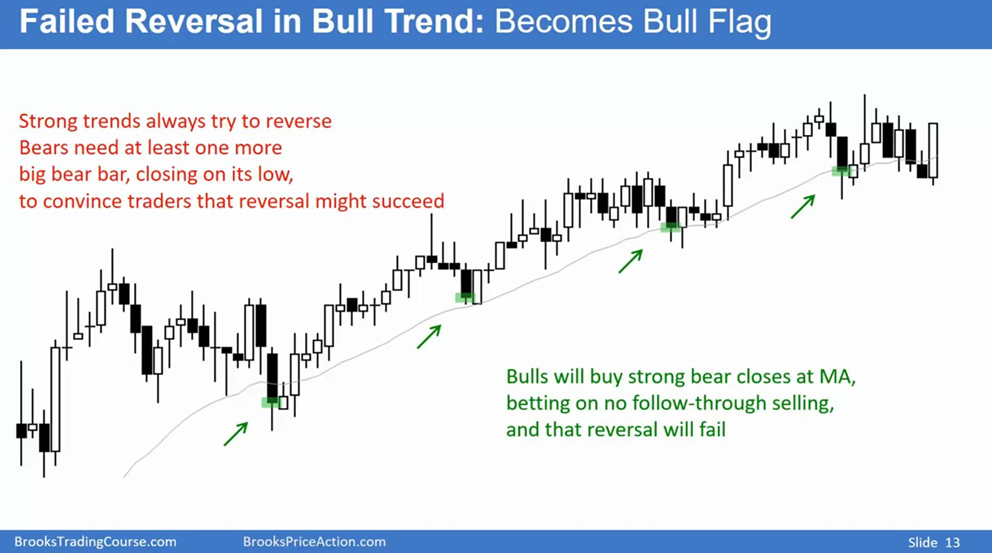 Failed Reversal in Bull Trend: Becomes Bull Flag
Strong trends always try to reverse
Bears need at least one more
big bear bar, closing on its low,
to convince traders that reversal might succeed
Bulls will buy strong bear closes at MA,
betting on no follow-through selling,
and that reversal will fail
BrooksTradingCourse.com
BrooksPriceAction.com
Slide 13